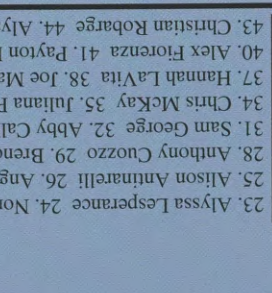 23. Alyssa Lesperance 24. Nor
25. Alison Antinarelli 26. Ang
28. Anthony Cuozzo 29. Bren
31. Sam George 32. Abby Cal
34. Chris McKay 35. Juliana
37. Hannah LaVita 38. Joe Ma
40. Alex Fiorenza 41. Payton
43. Christian Robarge 44. Aly